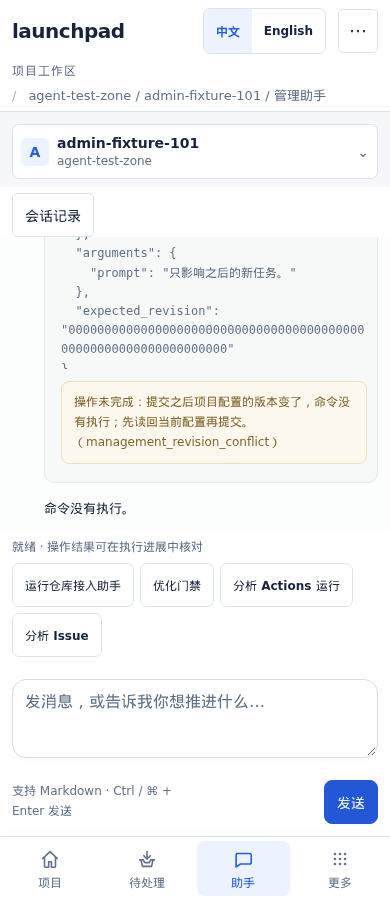 launchpad
中文
English
···
项目工作区
/ agent-test-zone / admin-fixture-101 / 管理助手
A
admin-fixture-101
agent-test-zone
会话记录
},
"arguments": {
"prompt": "只影响之后的新任务。"
},
"expected_revision":
"00000000000000000000000000000000000000000
00000000000000000000000"
}
操作未完成：提交之后项目配置的版本变了，命令没
有执行；先读回当前配置再提交。
（management_revision_conflict）
命令没有执行。
就绪 · 操作结果可在执行进展中核对
运行仓库接入助手
优化门禁
分析 Actions 运行
分析 Issue
发消息，或告诉我你想推进什么…
支持 Markdown · Ctrl / ⌘ +
Enter 发送
发送
项目
待处理
助手
更多